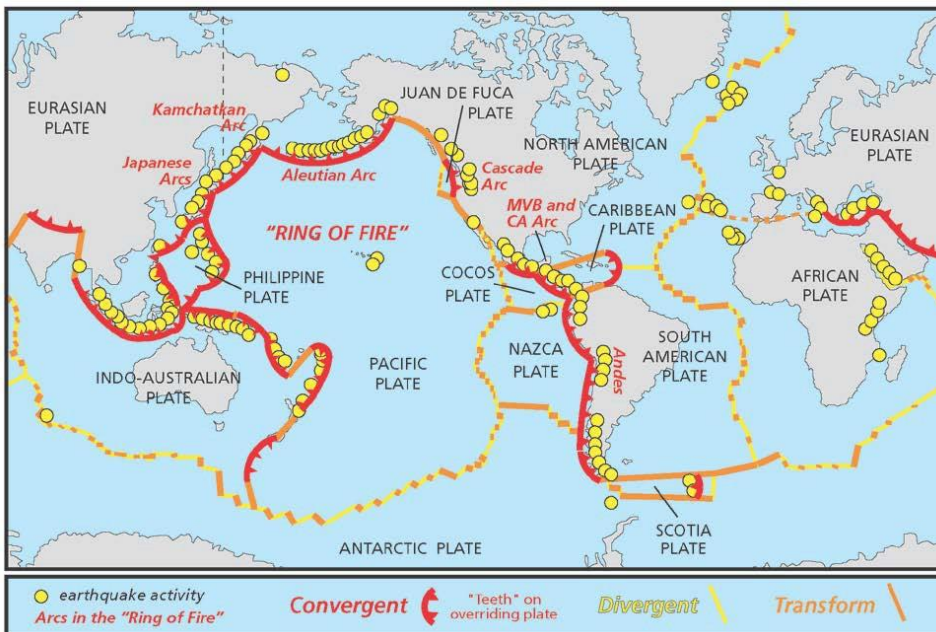 EURASIAN
PLATE
Kamchatkan
Arc
Japanese
Arcs
Aleutian Arc
JUAN DE FUCA
PLATE
NORTH AMERICAN
PLATE
Cascade
Arc
MVB and
CA Arc
CARIBBEAN
PLATE
EURASIAN
PLATE
"RING OF FIRE"
PHILIPPINE
PLATE
COCOS
PLATE
AFRICAN
PLATE
INDO-AUSTRALIAN
PLATE
PACIFIC
PLATE
NAZCA
PLATE
Andes
SOUTH
AMERICAN
PLATE
ANTARCTIC PLATE
SCOTIA
PLATE
earthquake activity
Arcs in the "Ring of Fire"
Convergent
"Teeth" on
overriding plate
Divergent
Transform